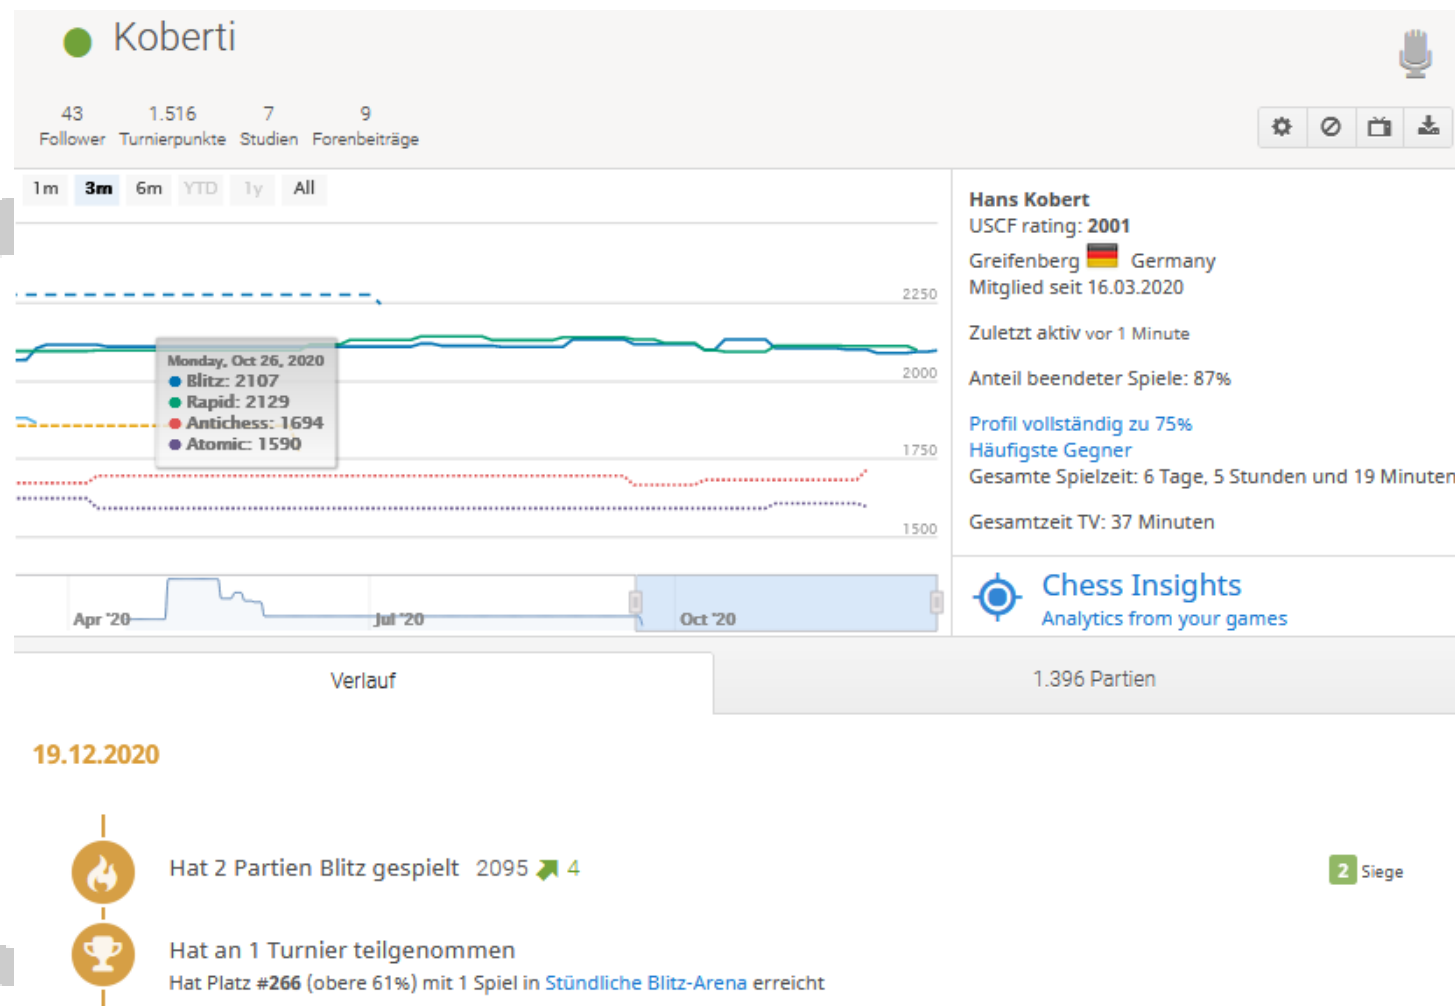 Koberti
43 1.516 7 9
Follower Turnierpunkte Studien Forenbeiträge
1m 3m 6m YTD 1y All
2250
2000
1750
1500
Monday, Oct 26, 2020
Blitz: 2107
Rapid: 2129
Antichess: 1694
Atomic: 1590
Apr '20 Jul '20 Oct '20
Hans Kobert
USCF rating: 2001
Greifenberg Germany
Mitglied seit 16.03.2020
Zuletzt aktiv vor 1 Minute
Anteil beendeter Spiele: 87%
Profil vollständig zu 75%
Häufigste Gegner
Gesamte Spielzeit: 6 Tage, 5 Stunden und 19 Minuten
Gesamtzeit TV: 37 Minuten
Chess Insights
Analytics from your games
Verlauf 1.396 Partien
19.12.2020
Hat 2 Partien Blitz gespielt 2095 4 2 Siege
Hat an 1 Turnier teilgenommen
Hat Platz #266 (obere 61%) mit 1 Spiel in Stündliche Blitz-Arena erreicht